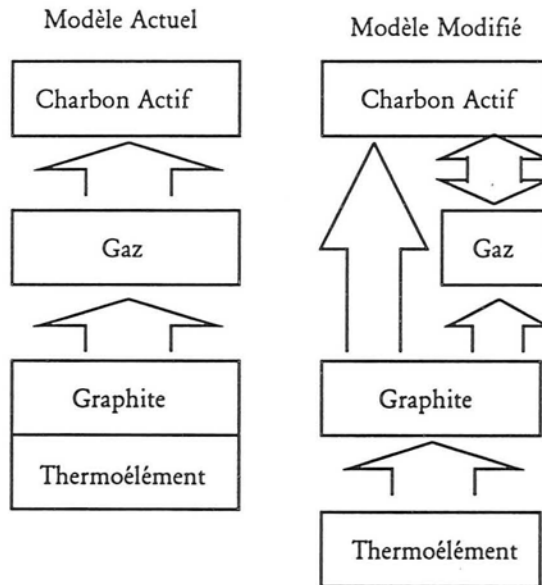 Modèle Actuel
Charbon Actif
Gaz
Graphite
Thermoélément
Modèle Modifié
Charbon Actif
Gaz
Graphite
Thermoélément